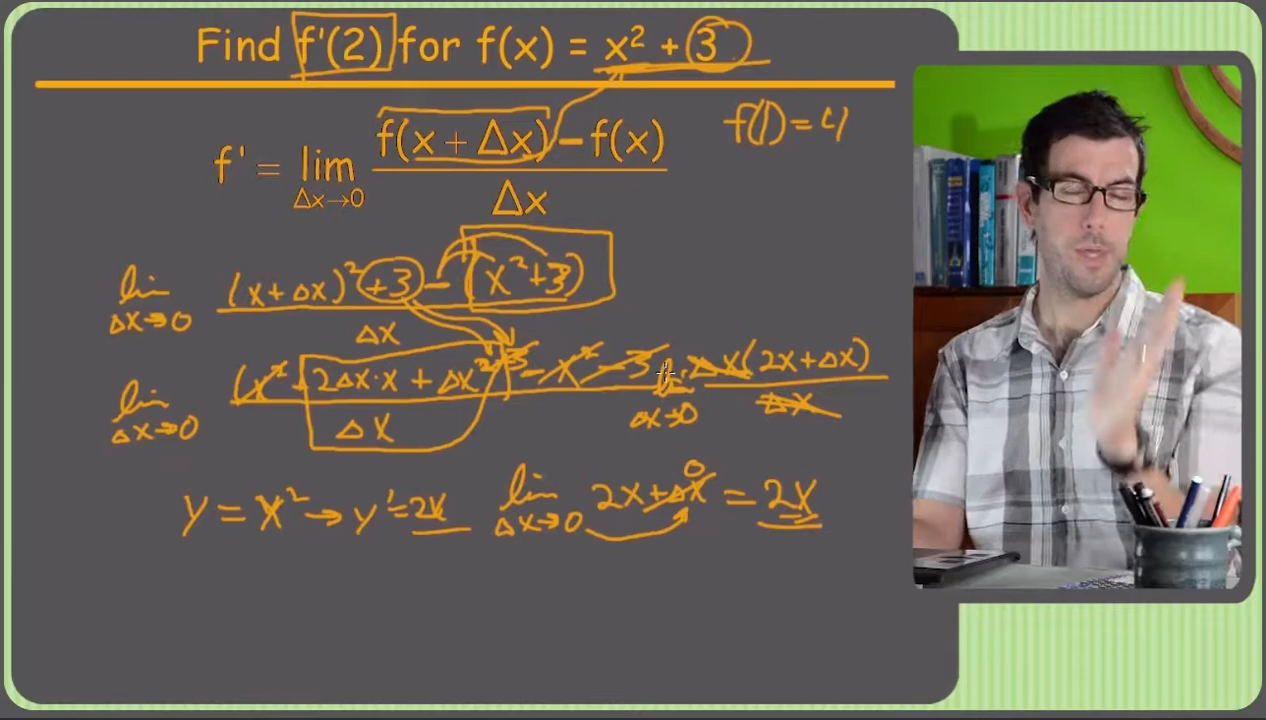 Find f'(2) for f(x) = x² + 3
f(1) = 4
f' = lim Δx→0 f(x + Δx) − f(x) / Δx
lim Δx→0 (x + Δx)² + 3 − (x² + 3) / Δx
lim Δx→0 (x² + 2Δx·x + Δx²) + 3 − x² − 3 / Δx
lim Δx→0 Δx(2x + Δx) / Δx
y = x² → y' = 2x
lim Δx→0 2x + Δx = 2x
0